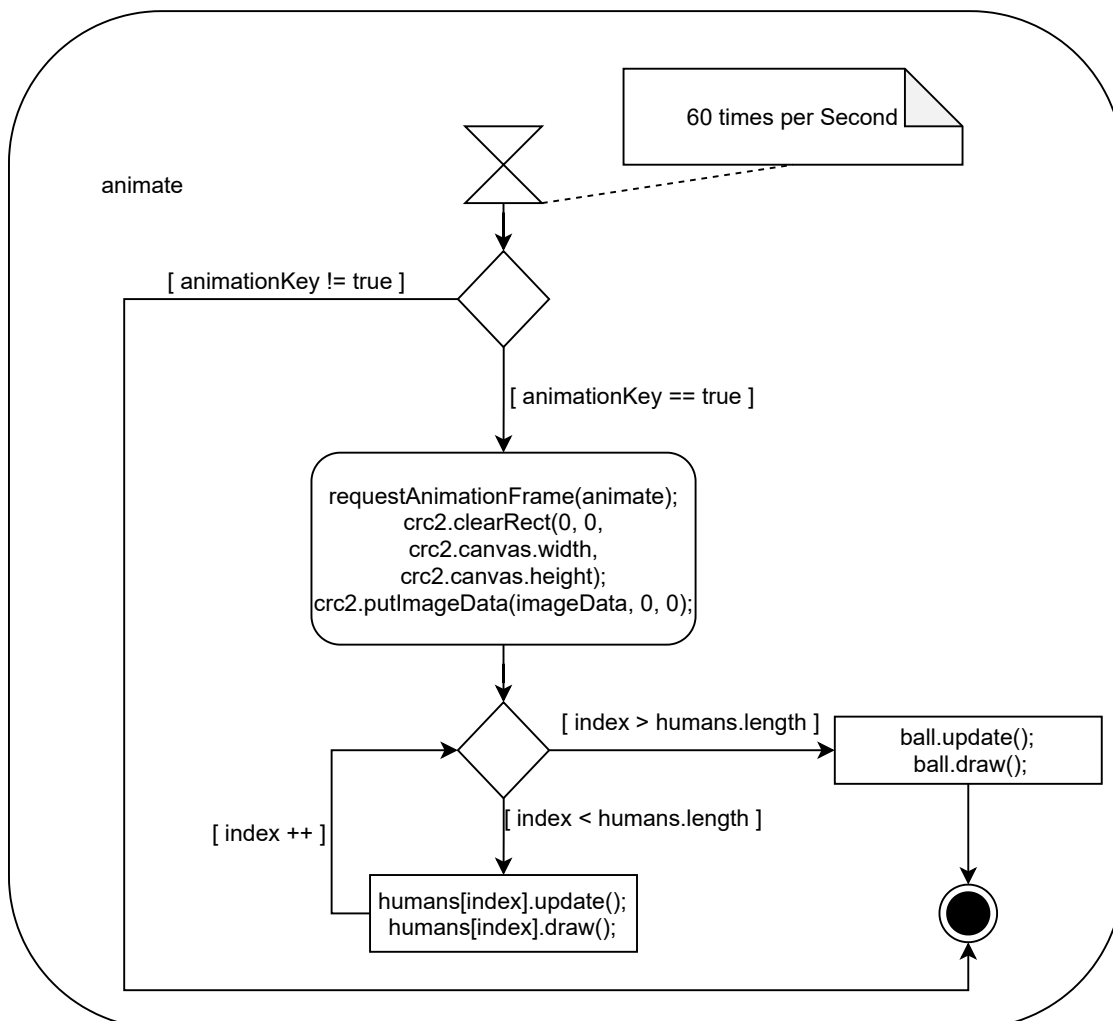 60 times per Second
animate
[ animationKey != true ]
[ animationKey == true ]
requestAnimationFrame(animate);
crc2.clearRect(0, 0,
crc2.canvas.width,
crc2.canvas.height);
crc2.putImageData(imageData, 0, 0);
[ index > humans.length ]
ball.update();
ball.draw();
[ index < humans.length ]
[ index ++ ]
humans[index].update();
humans[index].draw();